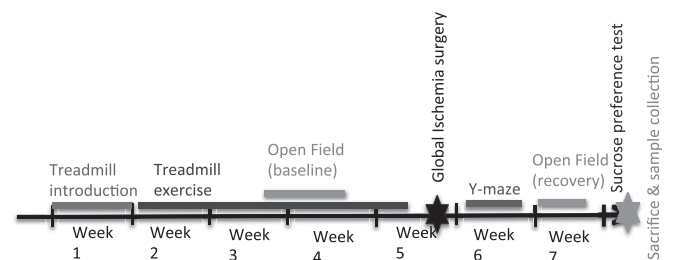 Global Ischemia surgery
Sucrose preference test
Sacrifice & sample collection
Open Field
(baseline)
Open Field
(recovery)
Treadmill
introduction
Treadmill
exercise
Y-maze
Week
1
Week
2
Week
3
Week
4
Week
5
Week
6
Week
7